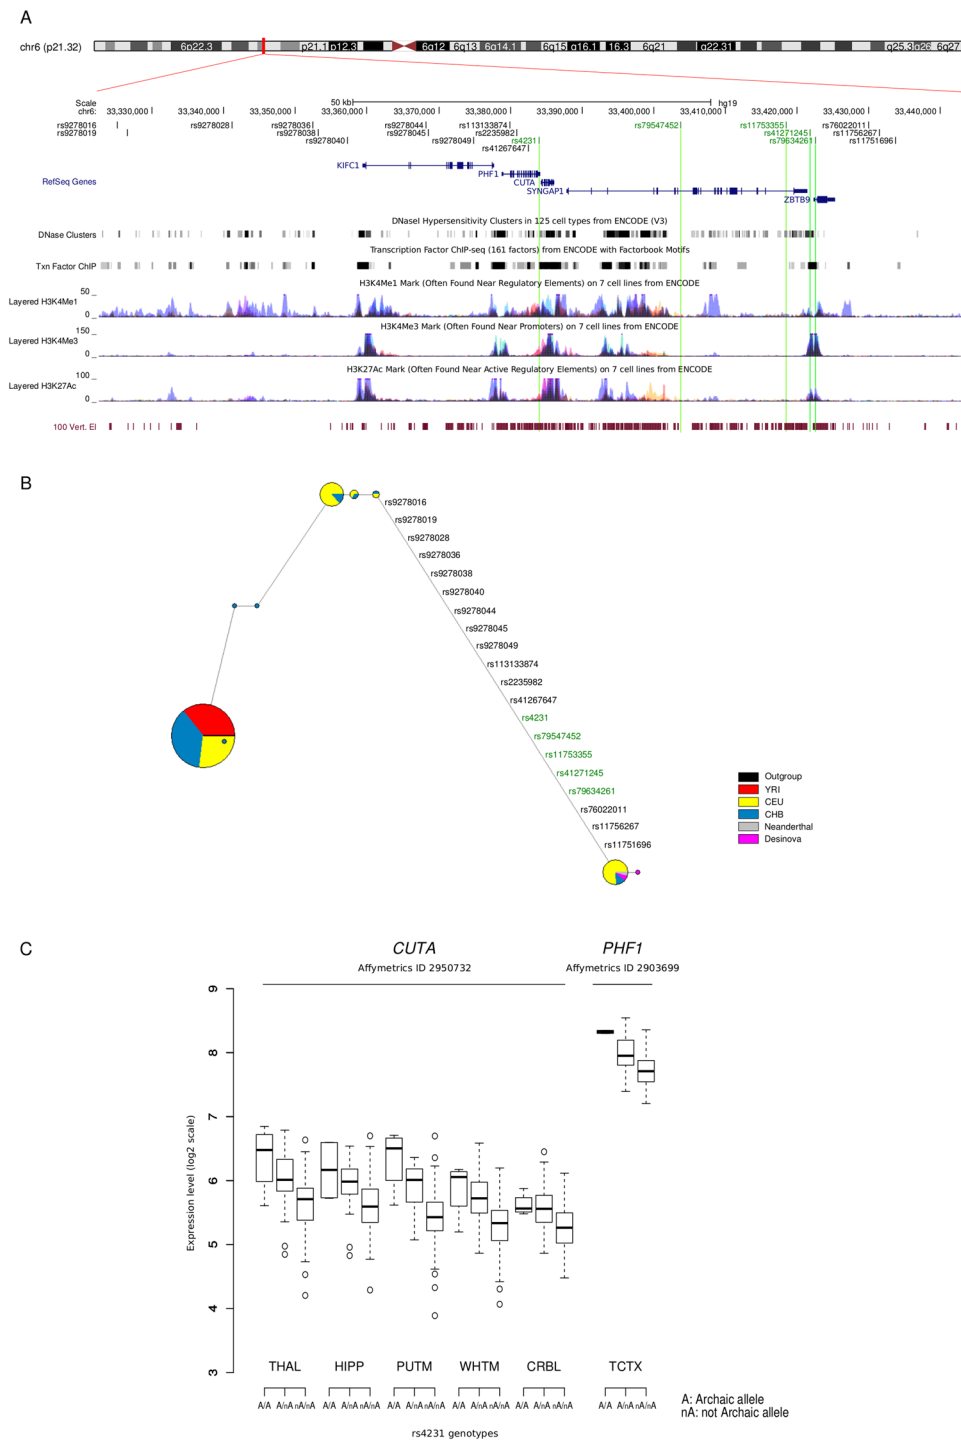 A
chr6 (p21.32)
6p22.3
p21.1
p12.3
6q12
6q13
6q14.1
6q15
q16.1
16.3
6q21
q22.31
q25.3
q26
6q27
Scale
50 kb
hg19
chr6:
33,330,000
33,340,000
33,350,000
33,360,000
33,370,000
33,380,000
33,390,000
33,400,000
33,410,000
33,420,000
33,430,000
33,440,000
rs9278016
rs9278028
rs9278036
rs9278044
rs113133874
rs79547452
rs11753355
rs76022011
rs9278019
rs9278038
rs9278045
rs2235982
rs41271245
rs11756267
rs9278040
rs9278049
rs4231
rs79634261
rs11751696
rs41267647
KIFC1
PHF1
RefSeq Genes
CUTA
SYNGAP1
ZBTB9
DNaseI Hypersensitivity Clusters in 125 cell types from ENCODE (V3)
DNase Clusters
Transcription Factor ChIP-seq (161 factors) from ENCODE with Factorbook Motifs
Txn Factor ChIP
H3K4Me1 Mark (Often Found Near Regulatory Elements) on 7 cell lines from ENCODE
50 _
Layered H3K4Me1
0 _
H3K4Me3 Mark (Often Found Near Promoters) on 7 cell lines from ENCODE
150 _
Layered H3K4Me3
0 _
H3K27Ac Mark (Often Found Near Active Regulatory Elements) on 7 cell lines from ENCODE
100 _
Layered H3K27Ac
0 _
100 Vert. El
B
rs9278016
rs9278019
rs9278028
rs9278036
rs9278038
rs9278040
rs9278044
rs9278045
rs9278049
rs113133874
rs2235982
rs41267647
rs4231
rs79547452
rs11753355
rs41271245
rs79634261
rs76022011
rs11756267
rs11751696
Outgroup
YRI
CEU
CHB
Neanderthal
Desinova
C
CUTA
PHF1
Affymetrics ID 2950732
Affymetrics ID 2903699
Expression level (log2 scale)
9
8
7
6
5
4
3
THAL
HIPP
PUTM
WHTM
CRBL
TCTX
A/A A/nA nA/nA
A/A A/nA nA/nA
A/A A/nA nA/nA
A/A A/nA nA/nA
A/A A/nA nA/nA
A/A A/nA nA/nA
A: Archaic allele
nA: not Archaic allele
rs4231 genotypes